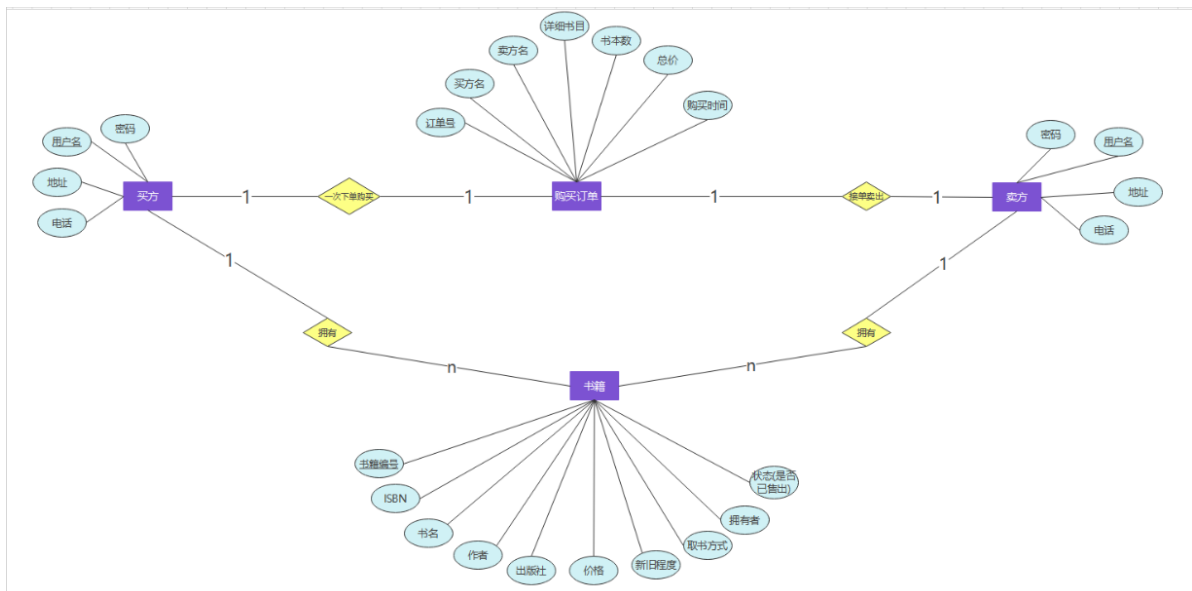 详细书目
卖方名
书本数
买方名
总价
订单号
购买时间
密码
用户名
地址
电话
买方
1
一次下单购买
1
购买订单
1
接单卖出
1
卖方
密码
用户名
地址
电话
1
1
拥有
拥有
n
n
书籍
书籍编号
ISBN
书名
作者
出版社
价格
新旧程度
取书方式
拥有者
状态(是否
已售出)